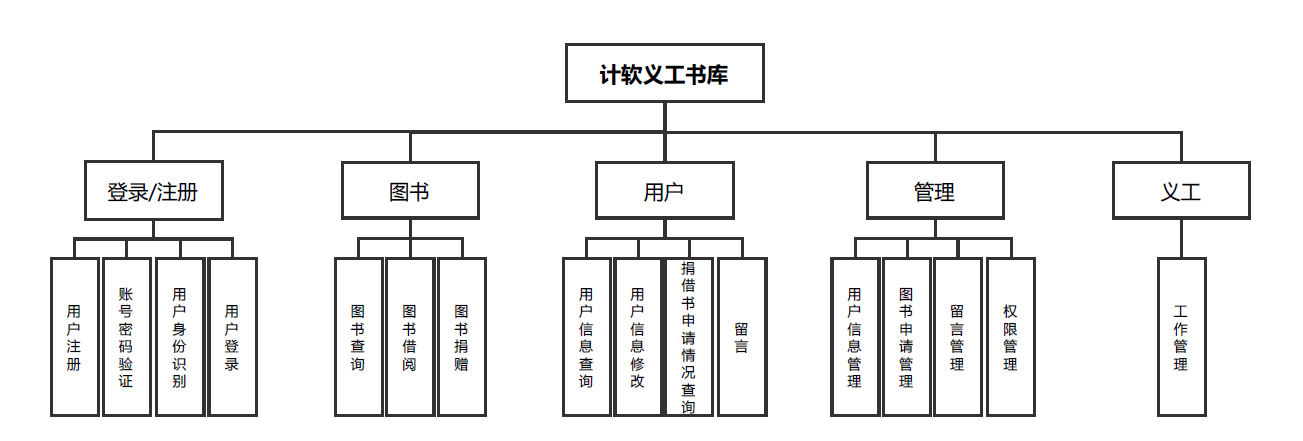 计软义工书库
登录/注册
图书
用户
管理
义工
用户注册
账号密码验证
用户身份识别
用户登录
图书查询
图书借阅
图书捐赠
用户信息查询
用户信息修改
捐借书申请情况查询
留言
用户信息管理
图书申请管理
留言管理
权限管理
工作管理